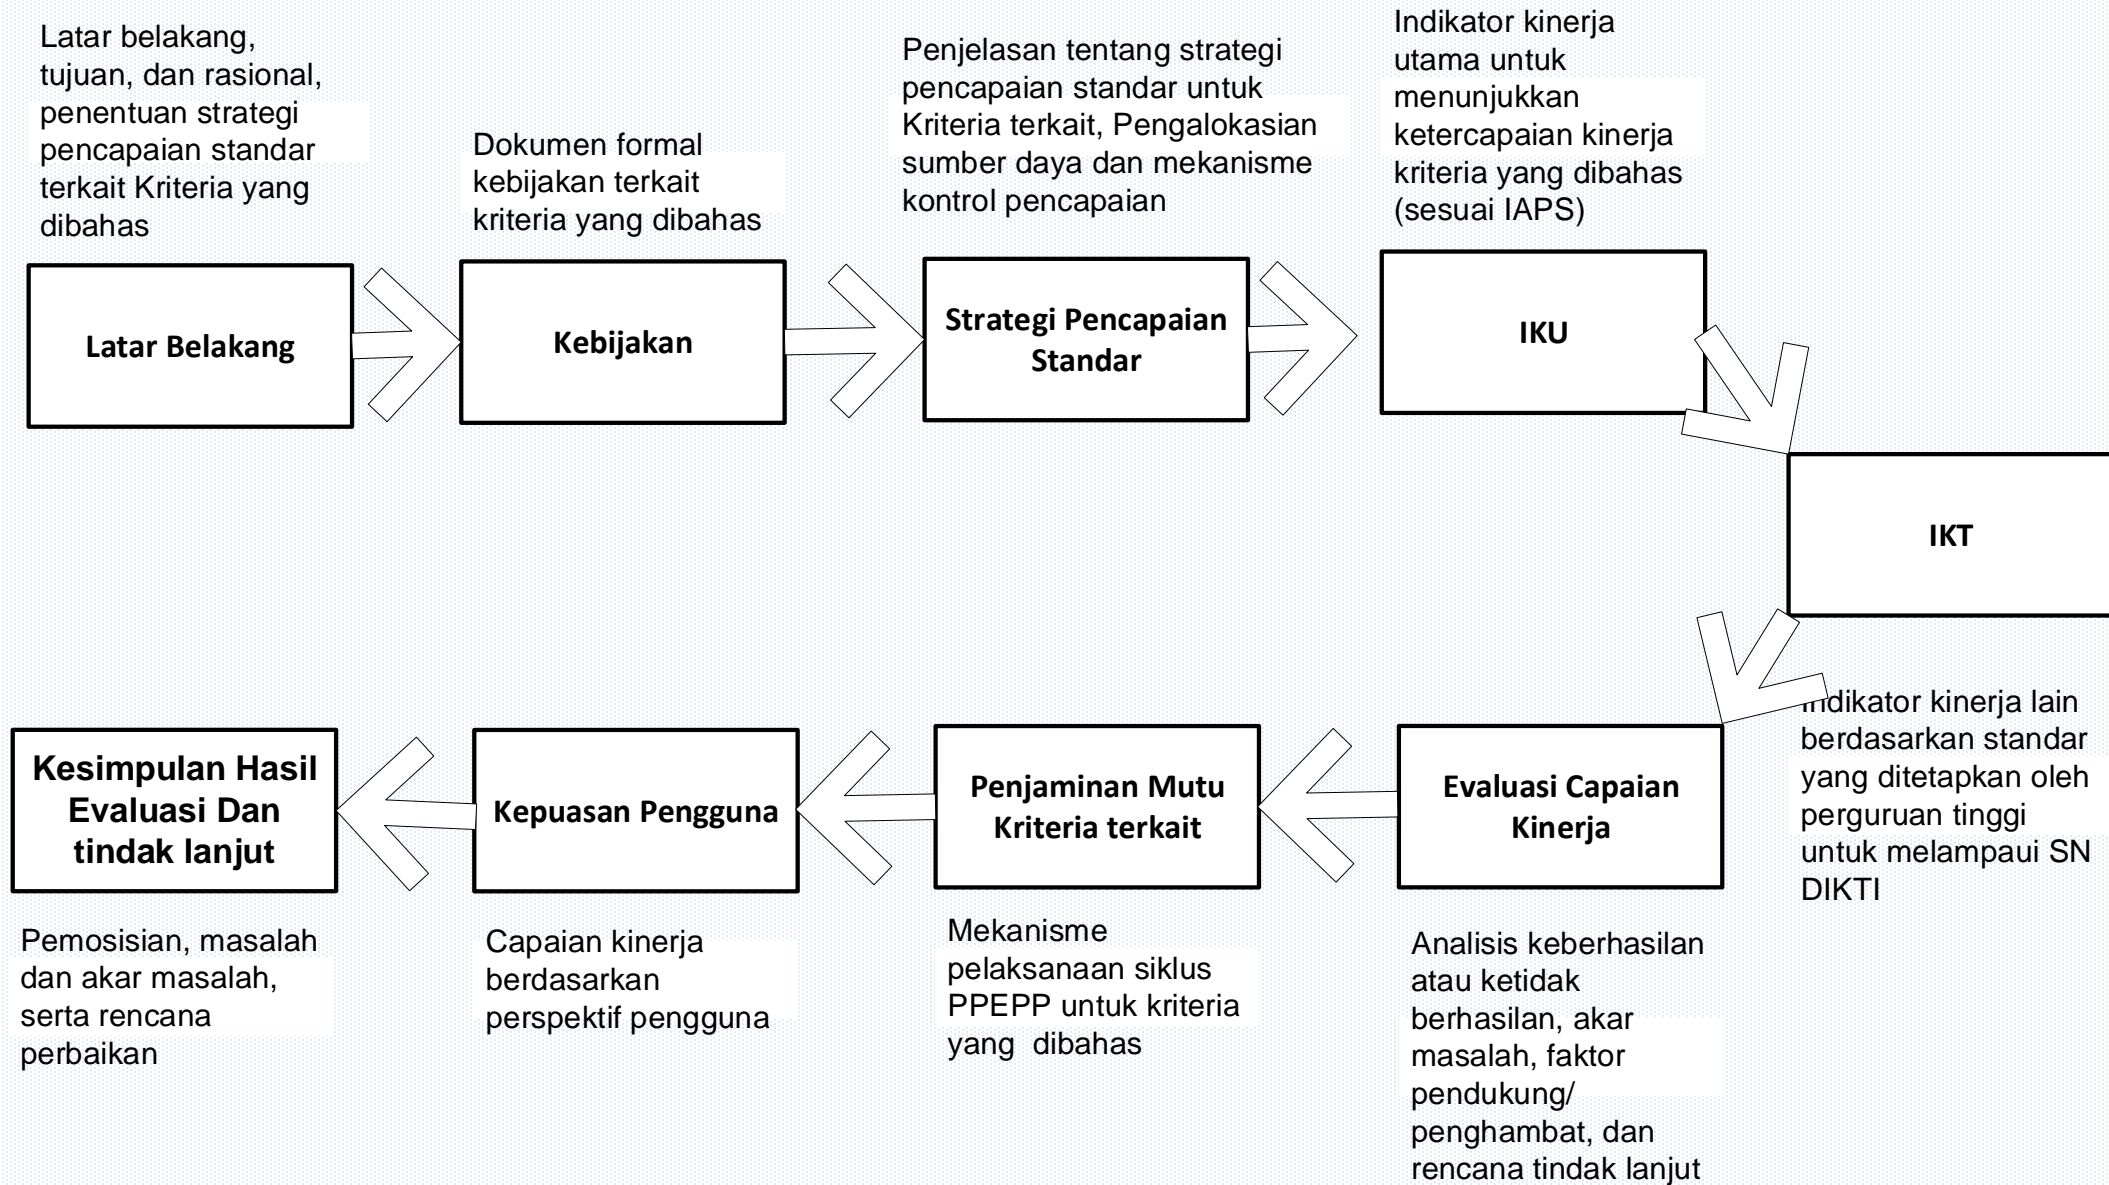 Latar belakang,
tujuan, dan rasional,
penentuan strategi
pencapaian standar
terkait Kriteria yang
dibahas
Latar Belakang
Dokumen formal
kebijakan terkait
kriteria yang dibahas
Kebijakan
Penjelasan tentang strategi
pencapaian standar untuk
Kriteria terkait, Pengalokasian
sumber daya dan mekanisme
kontrol pencapaian
Strategi Pencapaian
Standar
Indikator kinerja
utama untuk
menunjukkan
ketercapaian kinerja
kriteria yang dibahas
(sesuai IAPS)
IKU
IKT
Indikator kinerja lain
berdasarkan standar
yang ditetapkan oleh
perguruan tinggi
untuk melampaui SN
DIKTI
Evaluasi Capaian
Kinerja
Analisis keberhasilan
atau ketidak
berhasilan, akar
masalah, faktor
pendukung/
penghambat, dan
rencana tindak lanjut
Penjaminan Mutu
Kriteria terkait
Mekanisme
pelaksanaan siklus
PPEPP untuk kriteria
yang  dibahas
Kepuasan Pengguna
Capaian kinerja
berdasarkan
perspektif pengguna
Kesimpulan Hasil
Evaluasi Dan
tindak lanjut
Pemosisian, masalah
dan akar masalah,
serta rencana
perbaikan